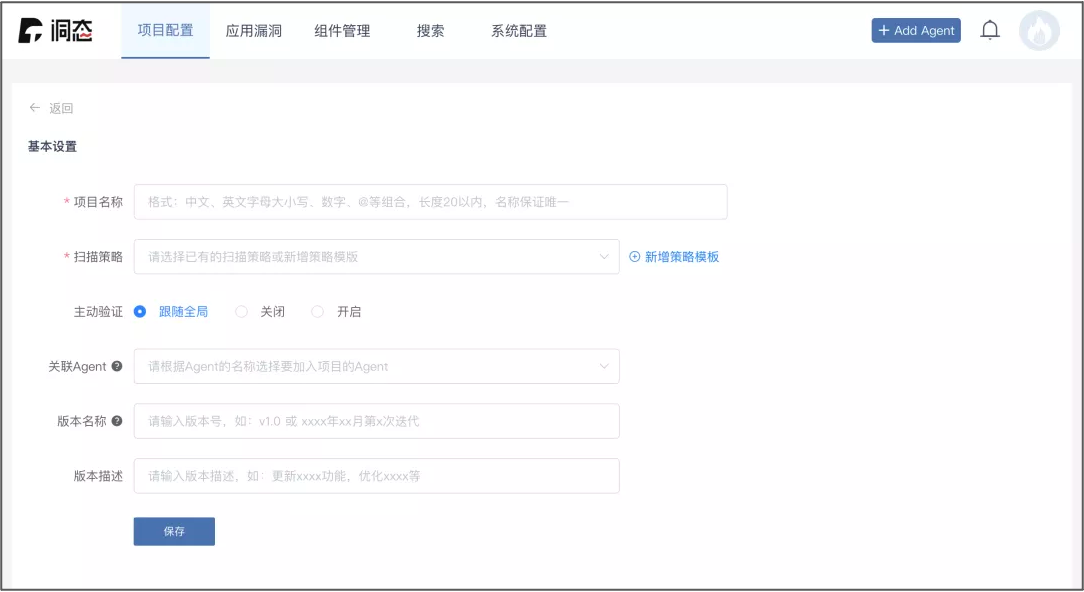 洞态 项目配置 应用漏洞 组件管理 搜索 系统配置 + Add Agent
← 返回
基本设置
* 项目名称 格式：中文、英文字母大小写、数字、@等组合，长度20以内，名称保证唯一
* 扫描策略 请选择已有的扫描策略或新增策略模版 新增策略模板
主动验证 跟随全局 关闭 开启
关联Agent 请根据Agent的名称选择要加入项目的Agent
版本名称 请输入版本号，如：v1.0 或 xxxx年xx月第x次迭代
版本描述 请输入版本描述，如：更新xxxx功能，优化xxxx等
保存